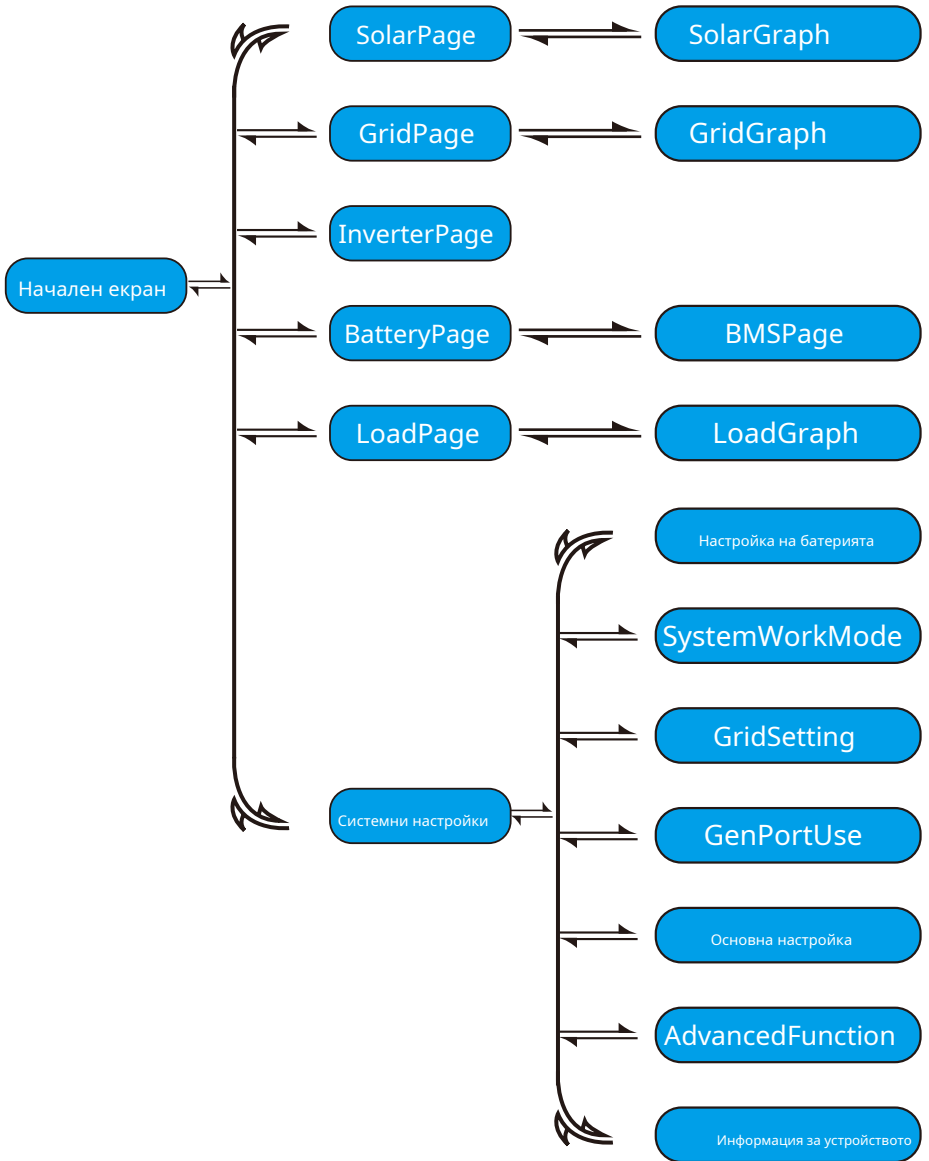 SolarPage
SolarGraph
GridPage
GridGraph
InverterPage
Начален екран
BatteryPage
BMSPage
LoadPage
LoadGraph
Настройка на батерията
SystemWorkMode
GridSetting
Системни настройки
GenPortUse
Основна настройка
AdvancedFunction
Информация за устройството